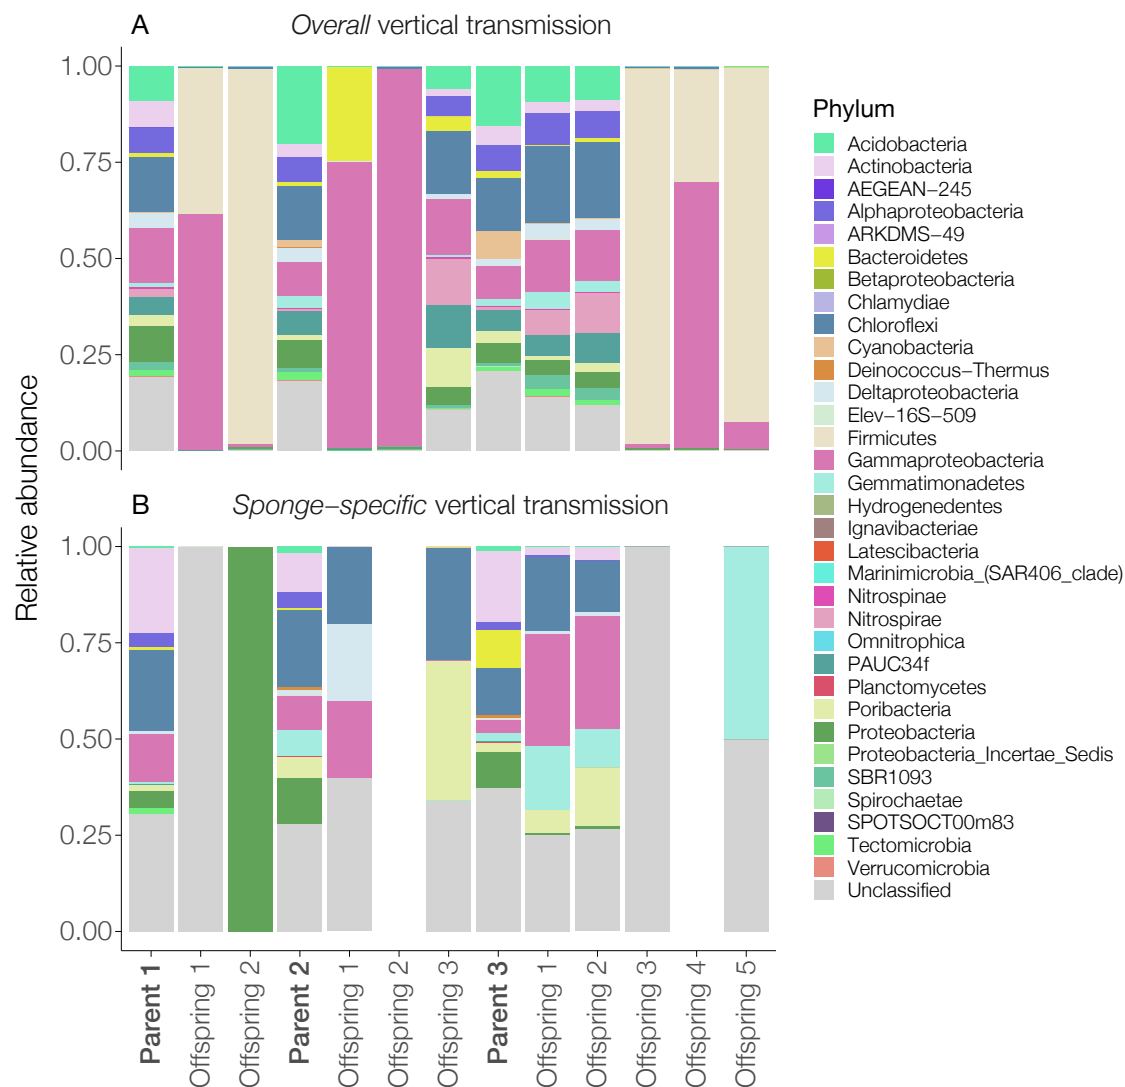 A
Overall vertical transmission
1.00
0.75
0.50
0.25
0.00
Relative abundance
B
Sponge−specific vertical transmission
1.00
0.75
0.50
0.25
0.00
Parent 1
Offspring 1
Offspring 2
Parent 2
Offspring 1
Offspring 2
Offspring 3
Parent 3
Offspring 1
Offspring 2
Offspring 3
Offspring 4
Offspring 5
Phylum
Acidobacteria
Actinobacteria
AEGEAN−245
Alphaproteobacteria
ARKDMS−49
Bacteroidetes
Betaproteobacteria
Chlamydiae
Chloroflexi
Cyanobacteria
Deinococcus−Thermus
Deltaproteobacteria
Elev−16S−509
Firmicutes
Gammaproteobacteria
Gemmatimonadetes
Hydrogenedentes
Ignavibacteriae
Latescibacteria
Marinimicrobia_(SAR406_clade)
Nitrospinae
Nitrospirae
Omnitrophica
PAUC34f
Planctomycetes
Poribacteria
Proteobacteria
Proteobacteria_Incertae_Sedis
SBR1093
Spirochaetae
SPOTSOCT00m83
Tectomicrobia
Verrucomicrobia
Unclassified